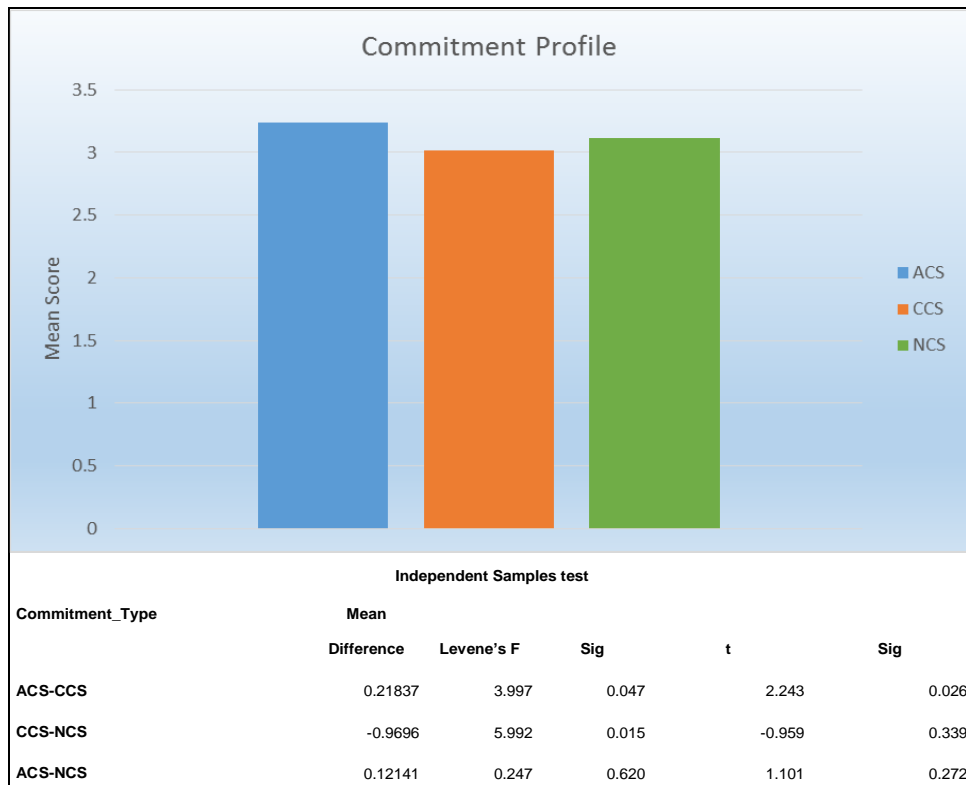 Commitment Profile
3.5
3
2.5
2
1.5
1
0.5
0
Mean Score
ACS
CCS
NCS
Independent Samples test
Commitment_Type Mean
Difference Levene's F Sig t Sig
ACS-CCS 0.21837 3.997 0.047 2.243 0.026
CCS-NCS -0.9696 5.992 0.015 -0.959 0.339
ACS-NCS 0.12141 0.247 0.620 1.101 0.272